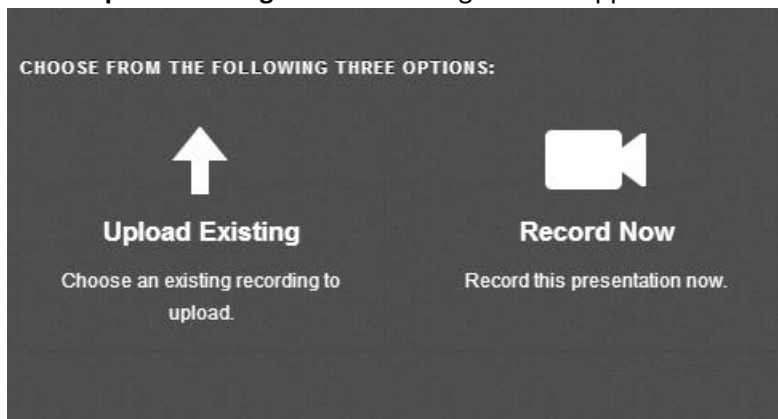 CHOOSE FROM THE FOLLOWING THREE OPTIONS:
Upload Existing
Choose an existing recording to
upload.
Record Now
Record this presentation now.